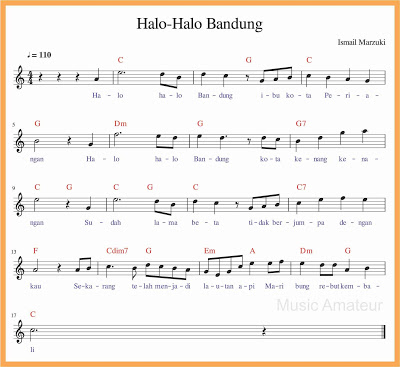 Halo-Halo Bandung
Ismail Marzuki
♩ = 110
C G C
Ha - lo ha - lo Ban - dung i - bu ko - ta Pe - ri - a -
5
G Dm G G7
ngan Ha - lo ha - lo Ban - dung ko - ta ke - nang ke - na -
9
C G C C C7
ngan Su - dah la - ma be - ta ti - dak ber - jum - pa de - ngan
13
F Cdim7 G Em A Dm G
kau Se - ka - rang te - lah men - ja - di la - u - tan a - pi Ma - ri bung re - but kem - ba -
Music Amateur
17
C
li